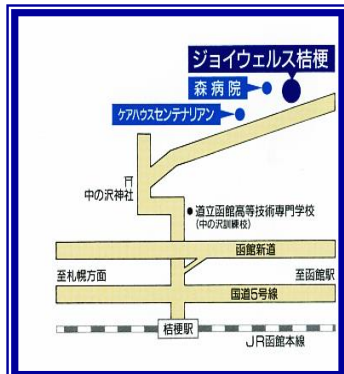 ジョイウェルス桔梗
森病院
ケアハウスセンテナリアン
中の沢神社
道立函館高等技術専門学校
(中の沢訓練校)
函館新道
至札幌方面
至函館駅
国道5号線
桔梗駅
JR函館本線